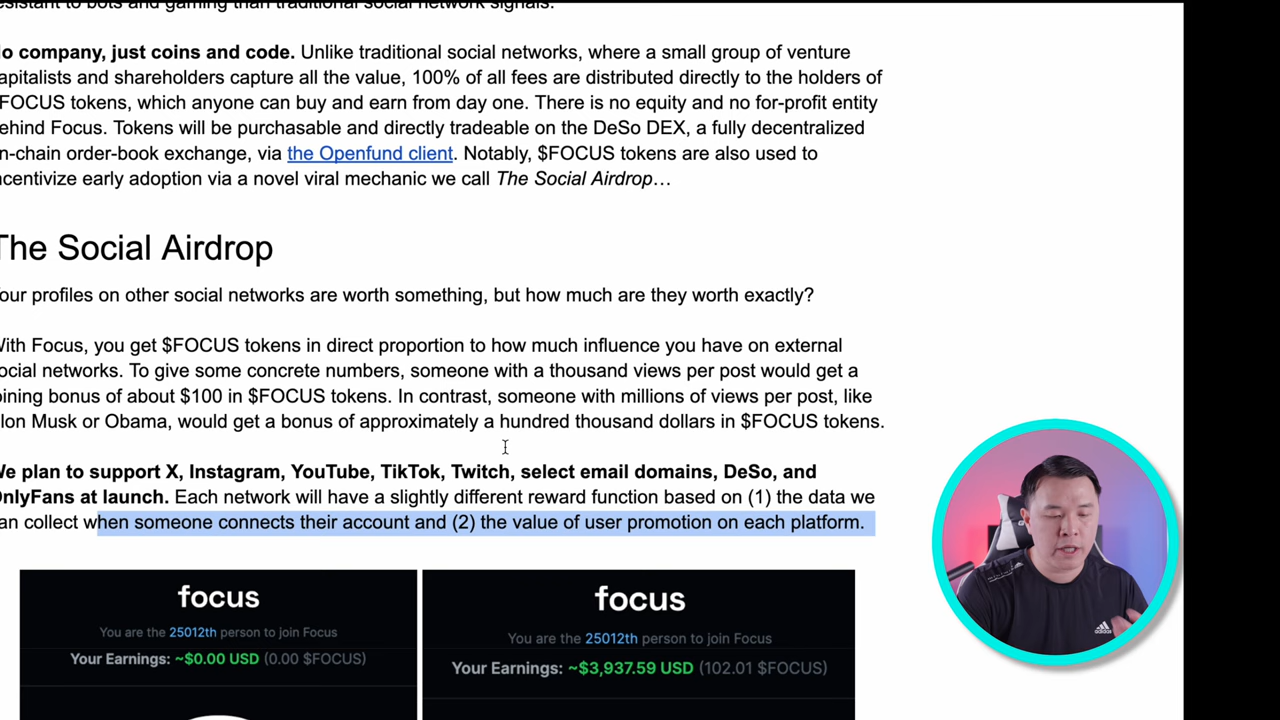 resistant to bots and gaming than traditional social network signals.
o company, just coins and code. Unlike traditional social networks, where a small group of venture
apitalists and shareholders capture all the value, 100% of all fees are distributed directly to the holders of
FOCUS tokens, which anyone can buy and earn from day one. There is no equity and no for-profit entity
ehind Focus. Tokens will be purchasable and directly tradeable on the DeSo DEX, a fully decentralized
n-chain order-book exchange, via the Openfund client. Notably, $FOCUS tokens are also used to
ncentivize early adoption via a novel viral mechanic we call The Social Airdrop…
The Social Airdrop
our profiles on other social networks are worth something, but how much are they worth exactly?
With Focus, you get $FOCUS tokens in direct proportion to how much influence you have on external
ocial networks. To give some concrete numbers, someone with a thousand views per post would get a
oining bonus of about $100 in $FOCUS tokens. In contrast, someone with millions of views per post, like
lon Musk or Obama, would get a bonus of approximately a hundred thousand dollars in $FOCUS tokens.
We plan to support X, Instagram, YouTube, TikTok, Twitch, select email domains, DeSo, and
OnlyFans at launch. Each network will have a slightly different reward function based on (1) the data we
an collect when someone connects their account and (2) the value of user promotion on each platform.
focus
You are the 25012th person to join Focus
Your Earnings: ~$0.00 USD (0.00 $FOCUS)
focus
You are the 25012th person to join Focus
Your Earnings: ~$3,937.59 USD (102.01 $FOCUS)
adidas